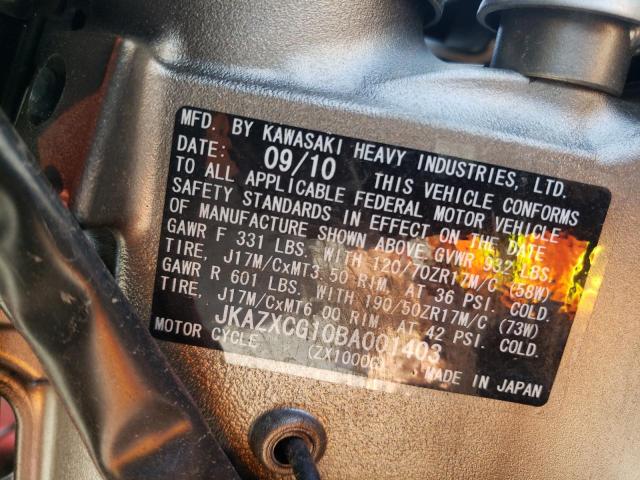 MFD. BY KAWASAKI HEAVY INDUSTRIES, LTD.
DATE: 09/10 THIS VEHICLE CONFORMS
TO ALL APPLICABLE FEDERAL MOTOR VEHICLE
SAFETY STANDARDS IN EFFECT ON THE DATE
OF MANUFACTURE SHOWN ABOVE GVWR 932 LBS.
GAWR F 331 LBS. WITH 120/70ZR17M/C (58W)
TIRE, J17M/CxMT3.50 RIM, AT 36 PSI. COLD.
GAWR R 601 LBS. WITH 190/50ZR17M/C (73W)
TIRE, J17M/CxMT6.00 RIM, AT 42 PSI. COLD.
JKAZXCG10BA001403
MOTOR CYCLE (ZX1000G) MADE IN JAPAN